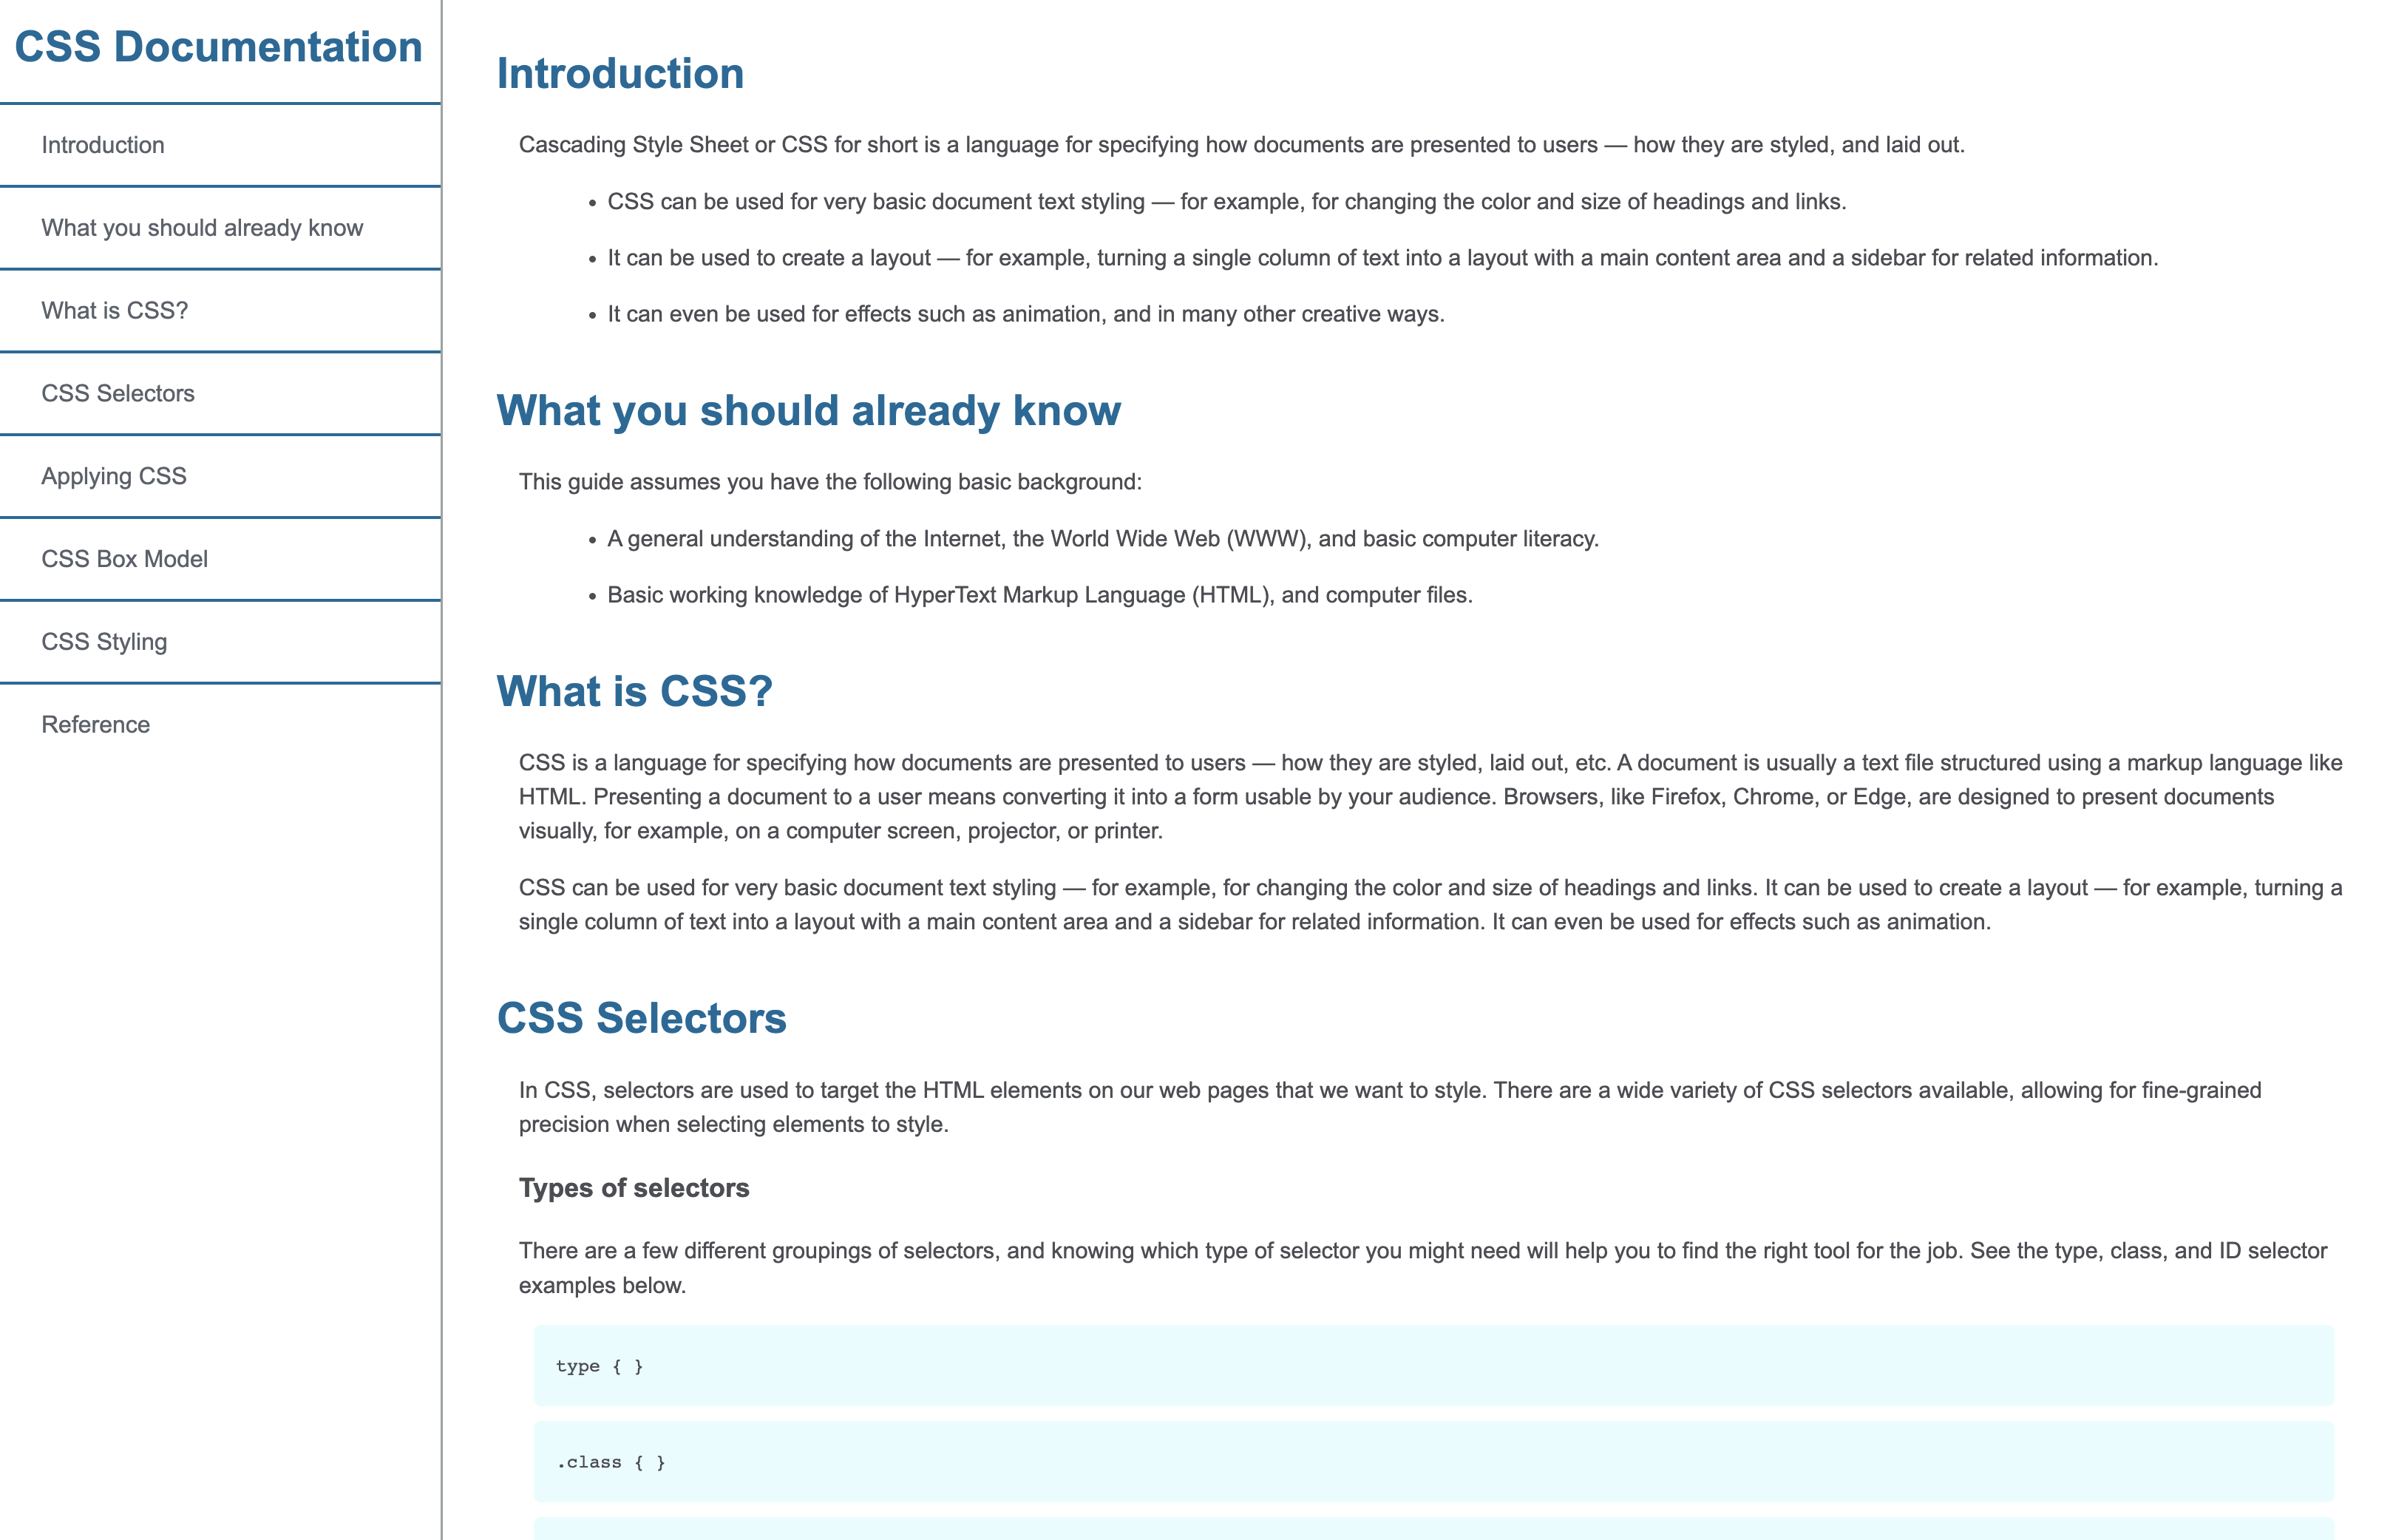 CSS Documentation
Introduction
What you should already know
What is CSS?
CSS Selectors
Applying CSS
CSS Box Model
CSS Styling
Reference
Introduction
Cascading Style Sheet or CSS for short is a language for specifying how documents are presented to users — how they are styled, and laid out.
• CSS can be used for very basic document text styling — for example, for changing the color and size of headings and links.
• It can be used to create a layout — for example, turning a single column of text into a layout with a main content area and a sidebar for related information.
• It can even be used for effects such as animation, and in many other creative ways.
What you should already know
This guide assumes you have the following basic background:
• A general understanding of the Internet, the World Wide Web (WWW), and basic computer literacy.
• Basic working knowledge of HyperText Markup Language (HTML), and computer files.
What is CSS?
CSS is a language for specifying how documents are presented to users — how they are styled, laid out, etc. A document is usually a text file structured using a markup language like
HTML. Presenting a document to a user means converting it into a form usable by your audience. Browsers, like Firefox, Chrome, or Edge, are designed to present documents
visually, for example, on a computer screen, projector, or printer.
CSS can be used for very basic document text styling — for example, for changing the color and size of headings and links. It can be used to create a layout — for example, turning a
single column of text into a layout with a main content area and a sidebar for related information. It can even be used for effects such as animation.
CSS Selectors
In CSS, selectors are used to target the HTML elements on our web pages that we want to style. There are a wide variety of CSS selectors available, allowing for fine-grained
precision when selecting elements to style.
Types of selectors
There are a few different groupings of selectors, and knowing which type of selector you might need will help you to find the right tool for the job. See the type, class, and ID selector
examples below.
type { }
.class { }